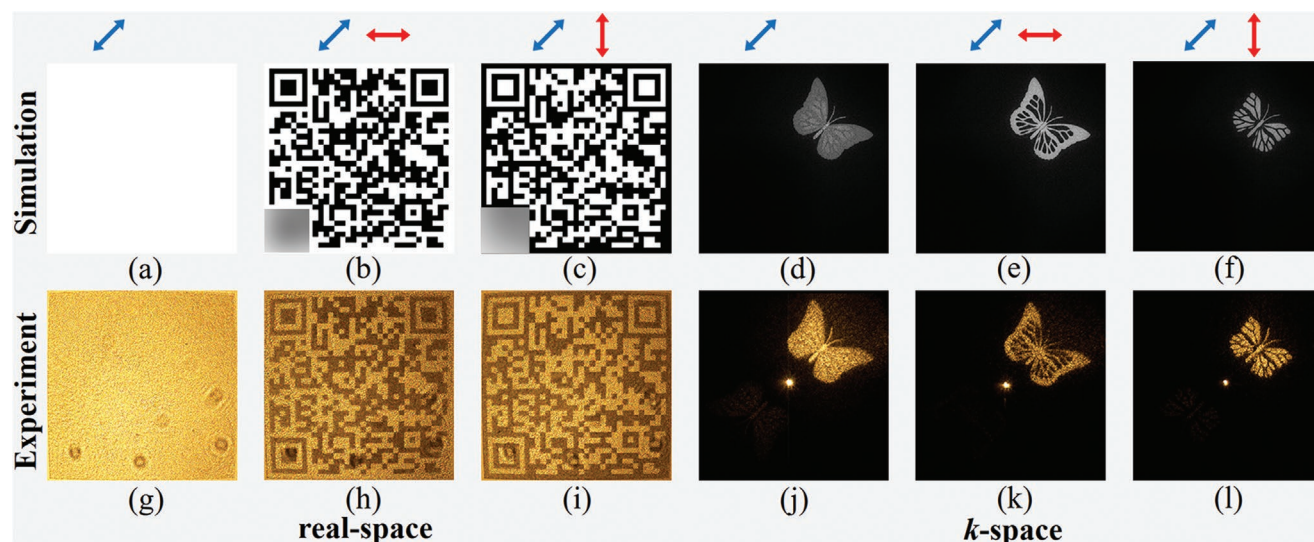 Simulation
(a) (b) (c) (d) (e) (f)
Experiment
(g) (h) (i) (j) (k) (l)
real-space k-space